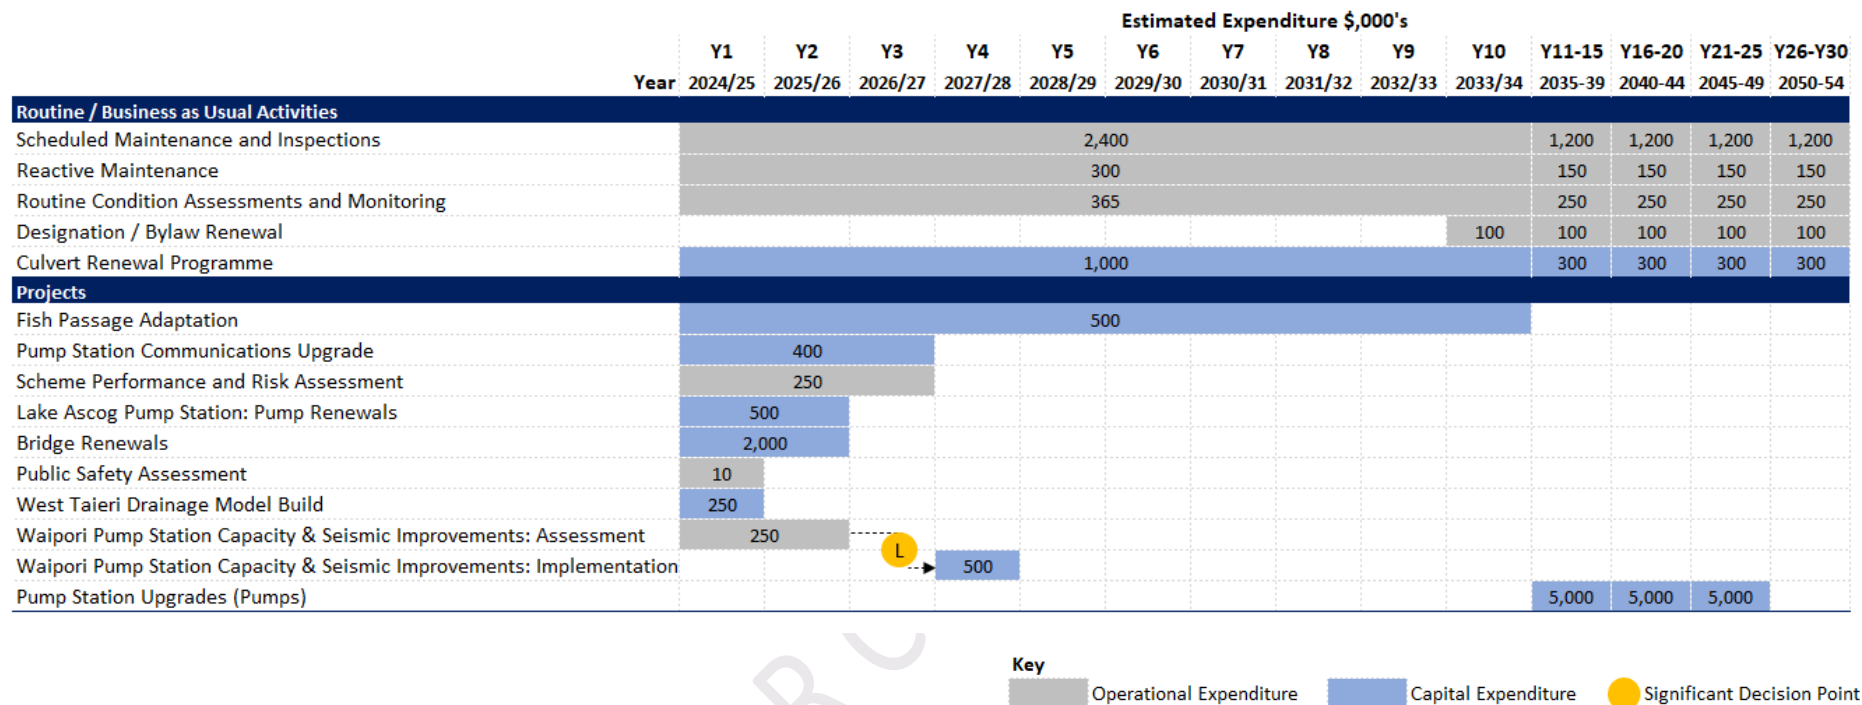 Estimated Expenditure $,000's
Y1 Y2 Y3 Y4 Y5 Y6 Y7 Y8 Y9 Y10 Y11-15 Y16-20 Y21-25 Y26-Y30
Year 2024/25 2025/26 2026/27 2027/28 2028/29 2029/30 2030/31 2031/32 2032/33 2033/34 2035-39 2040-44 2045-49 2050-54
Routine / Business as Usual Activities
Scheduled Maintenance and Inspections 2,400 1,200 1,200 1,200 1,200
Reactive Maintenance 300 150 150 150 150
Routine Condition Assessments and Monitoring 365 250 250 250 250
Designation / Bylaw Renewal 100 100 100 100 100
Culvert Renewal Programme 1,000 300 300 300 300
Projects
Fish Passage Adaptation 500
Pump Station Communications Upgrade 400
Scheme Performance and Risk Assessment 250
Lake Ascog Pump Station: Pump Renewals 500
Bridge Renewals 2,000
Public Safety Assessment 10
West Taieri Drainage Model Build 250
Waipori Pump Station Capacity & Seismic Improvements: Assessment 250
L
Waipori Pump Station Capacity & Seismic Improvements: Implementation 500
Pump Station Upgrades (Pumps) 5,000 5,000 5,000
Key
Operational Expenditure Capital Expenditure Significant Decision Point